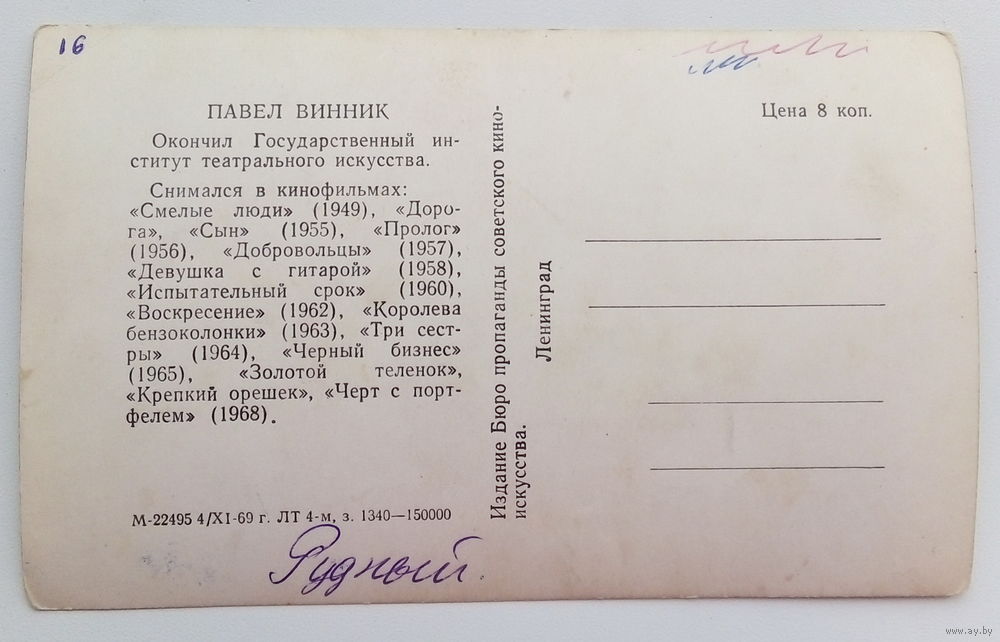 16
ПАВЕЛ ВИННИК
Окончил Государственный ин-
ститут театрального искусства.
Снимался в кинофильмах:
«Смелые люди» (1949), «Доро-
га», «Сын» (1955), «Пролог»
(1956), «Добровольцы» (1957),
«Девушка с гитарой» (1958),
«Испытательный срок» (1960),
«Воскресение» (1962), «Королева
бензоколонки» (1963), «Три сест-
ры» (1964), «Черный бизнес»
(1965), «Золотой теленок»,
«Крепкий орешек», «Черт с порт-
фелем» (1968).
М-22495 4/XI-69 г. ЛТ 4-м, з. 1340—150000
Рудный
Издание Бюро пропаганды советского кино-
искусства.
Ленинград
Цена 8 коп.
www.ay.by